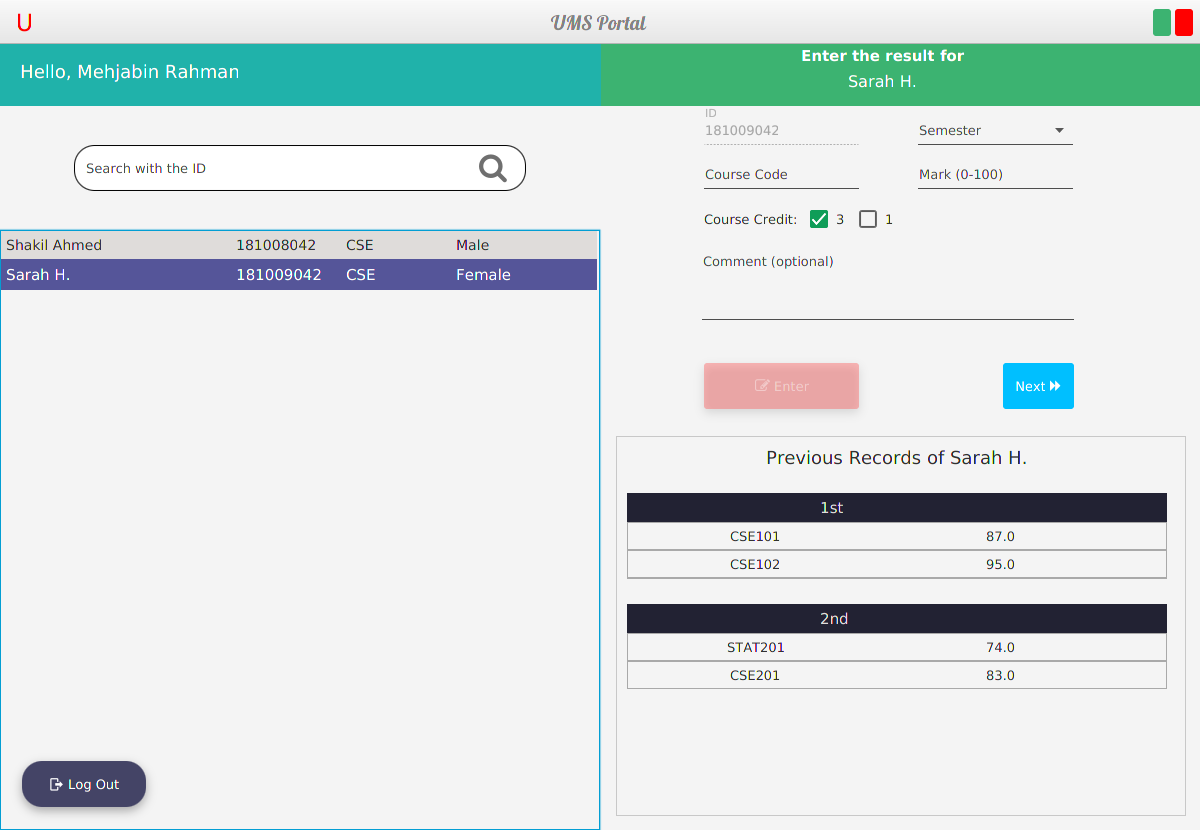 U
UMS Portal
Hello, Mehjabin Rahman
Search with the ID
Shakil Ahmed 181008042 CSE Male
Sarah H. 181009042 CSE Female
Log Out
Enter the result for
Sarah H.
ID
181009042 Semester
Course Code Mark (0-100)
Course Credit: 3 1
Comment (optional)
Enter Next
Previous Records of Sarah H.
1st
CSE101 87.0
CSE102 95.0
2nd
STAT201 74.0
CSE201 83.0